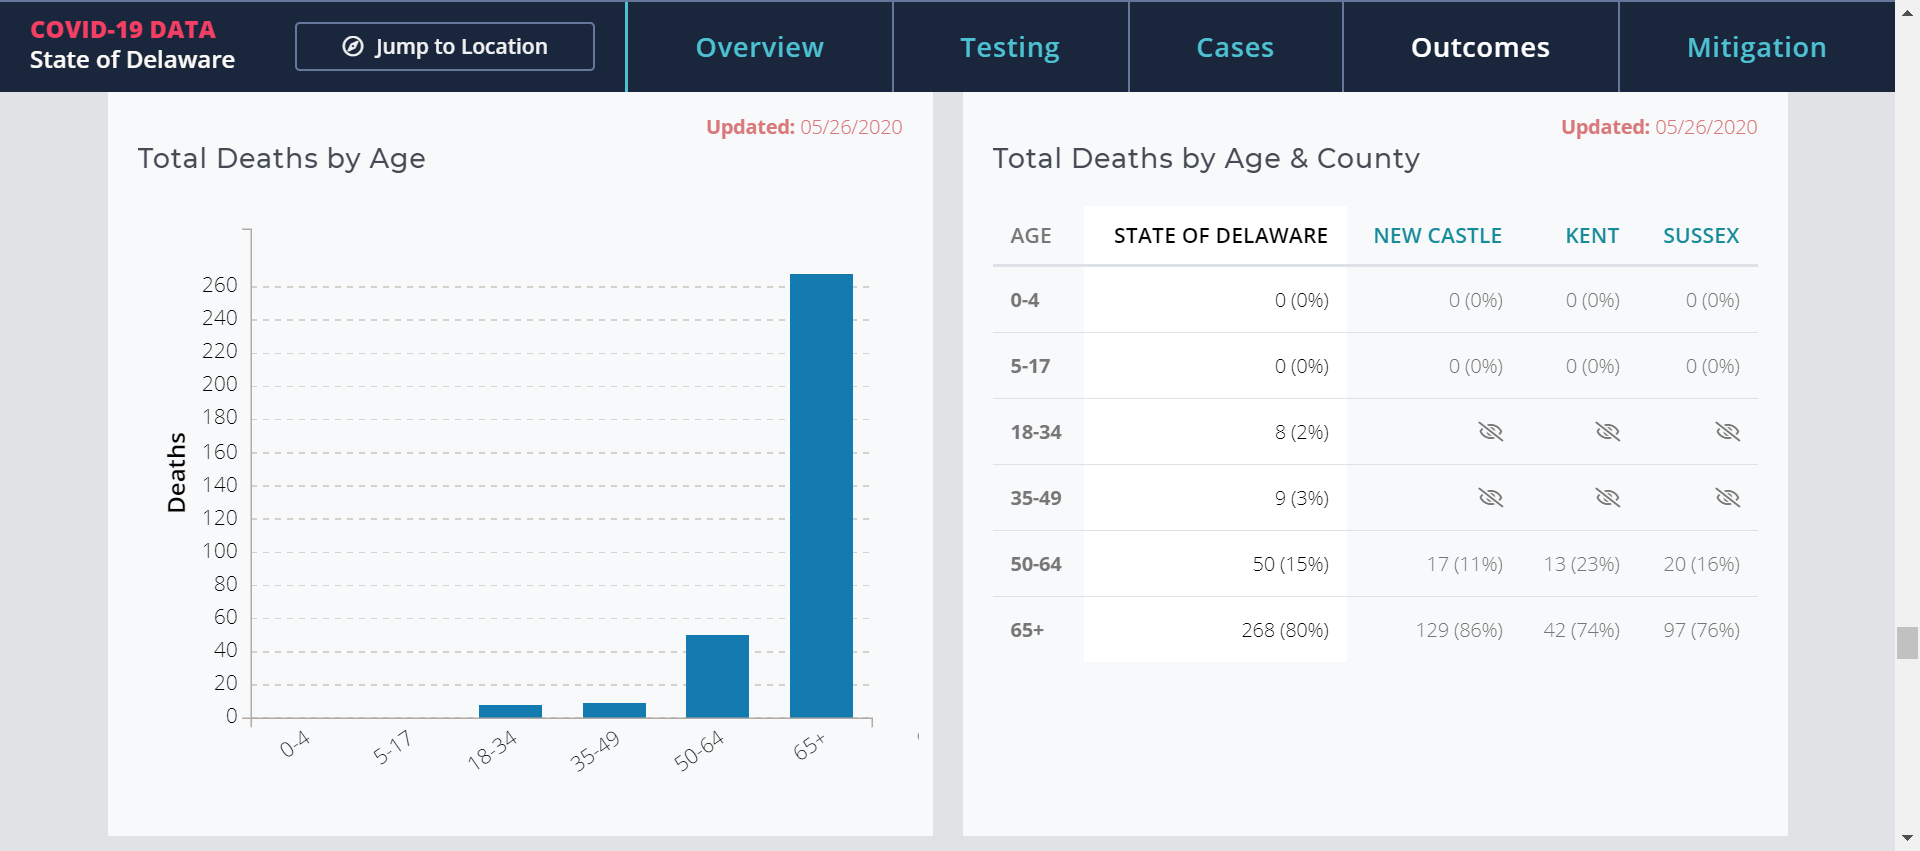 COVID-19 DATA
State of Delaware
Jump to Location
Overview
Testing
Cases
Outcomes
Mitigation
Updated: 05/26/2020
Total Deaths by Age
Deaths
260
240
220
200
180
160
140
120
100
80
60
40
20
0
0-4
5-17
18-34
35-49
50-64
65+
Updated: 05/26/2020
Total Deaths by Age & County
AGE STATE OF DELAWARE NEW CASTLE KENT SUSSEX
0-4 0 (0%) 0 (0%) 0 (0%) 0 (0%)
5-17 0 (0%) 0 (0%) 0 (0%) 0 (0%)
18-34 8 (2%)
35-49 9 (3%)
50-64 50 (15%) 17 (11%) 13 (23%) 20 (16%)
65+ 268 (80%) 129 (86%) 42 (74%) 97 (76%)